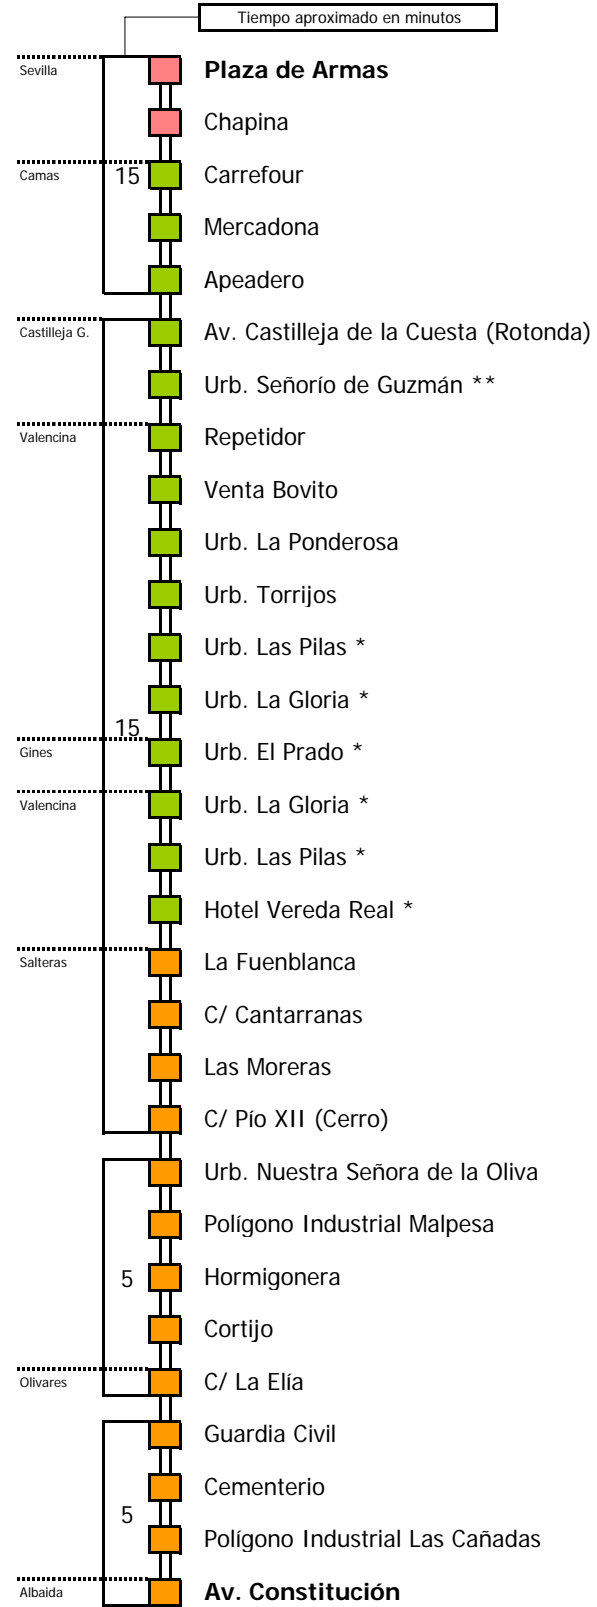 Tiempo aproximado en minutos
Sevilla
Plaza de Armas
Chapina
Camas
15
Carrefour
Mercadona
Apeadero
Castilleja G.
Av. Castilleja de la Cuesta (Rotonda)
Urb. Señorío de Guzmán **
Valencina
Repetidor
Venta Bovito
Urb. La Ponderosa
Urb. Torrijos
Urb. Las Pilas *
Urb. La Gloria *
15
Gines
Urb. El Prado *
Valencina
Urb. La Gloria *
Urb. Las Pilas *
Hotel Vereda Real *
Salteras
La Fuenblanca
C/ Cantarranas
Las Moreras
C/ Pío XII (Cerro)
Urb. Nuestra Señora de la Oliva
Polígono Industrial Malpesa
5
Hormigonera
Cortijo
Olivares
C/ La Elía
Guardia Civil
Cementerio
5
Polígono Industrial Las Cañadas
Albaida
Av. Constitución